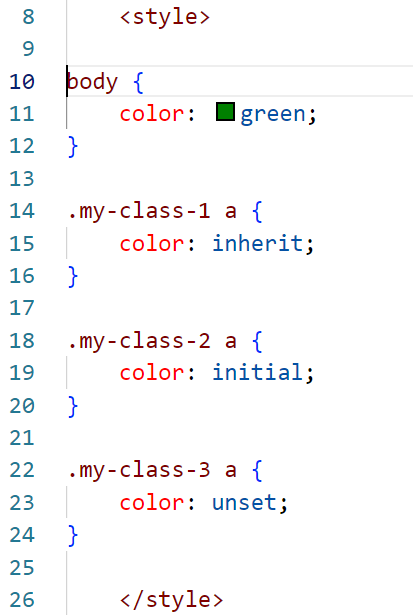 8 <style>
9
10 body {
11 color: green;
12 }
13
14 .my-class-1 a {
15 color: inherit;
16 }
17
18 .my-class-2 a {
19 color: initial;
20 }
21
22 .my-class-3 a {
23 color: unset;
24 }
25
26 </style>